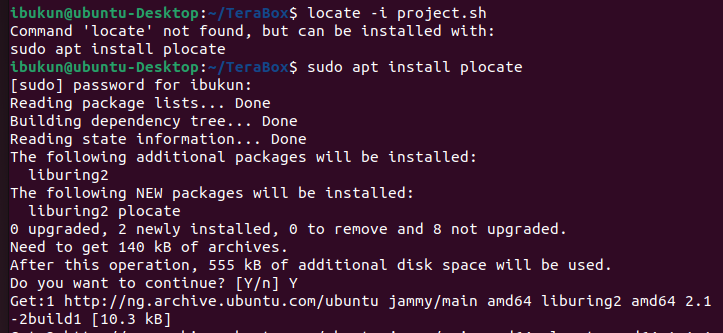 ibukun@ubuntu-Desktop:~/TeraBox$ locate -i project.sh
Command 'locate' not found, but can be installed with:
sudo apt install plocate
ibukun@ubuntu-Desktop:~/TeraBox$ sudo apt install plocate
[sudo] password for ibukun:
Reading package lists... Done
Building dependency tree... Done
Reading state information... Done
The following additional packages will be installed:
  liburing2
The following NEW packages will be installed:
  liburing2 plocate
0 upgraded, 2 newly installed, 0 to remove and 8 not upgraded.
Need to get 140 kB of archives.
After this operation, 555 kB of additional disk space will be used.
Do you want to continue? [Y/n] Y
Get:1 http://ng.archive.ubuntu.com/ubuntu jammy/main amd64 liburing2 amd64 2.1
-2build1 [10.3 kB]